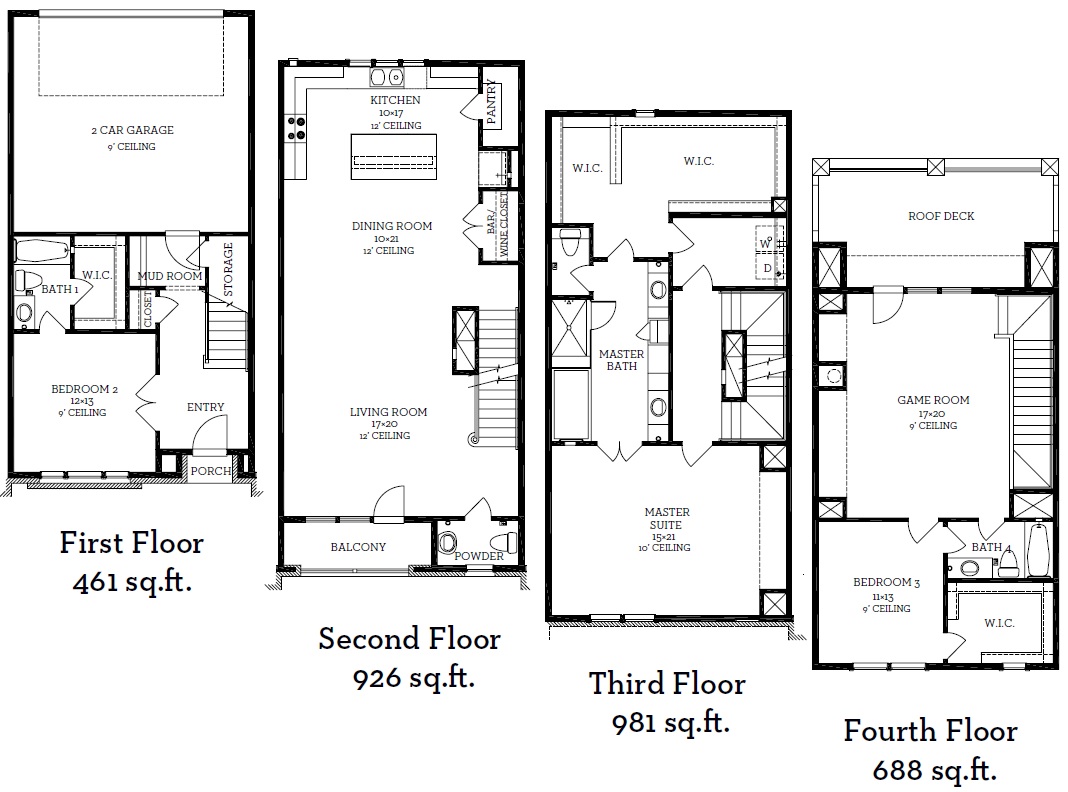 2 CAR GARAGE
9' CEILING
BATH 1
W.I.C.
MUD ROOM
STORAGE
CLOSET
BEDROOM 2
12×13
9' CEILING
ENTRY
PORCH
First Floor
461 sq.ft.
KITCHEN
10×17
12' CEILING
PANTRY
DINING ROOM
10×21
12' CEILING
BAR/
WINE CLOSET
LIVING ROOM
17×20
12' CEILING
BALCONY
POWDER
Second Floor
926 sq.ft.
W.I.C.
W.I.C.
W
D
MASTER
BATH
MASTER
SUITE
15×21
10' CEILING
Third Floor
981 sq.ft.
ROOF DECK
GAME ROOM
17×20
9' CEILING
BATH 4
BEDROOM 3
11×13
9' CEILING
W.I.C.
Fourth Floor
688 sq.ft.